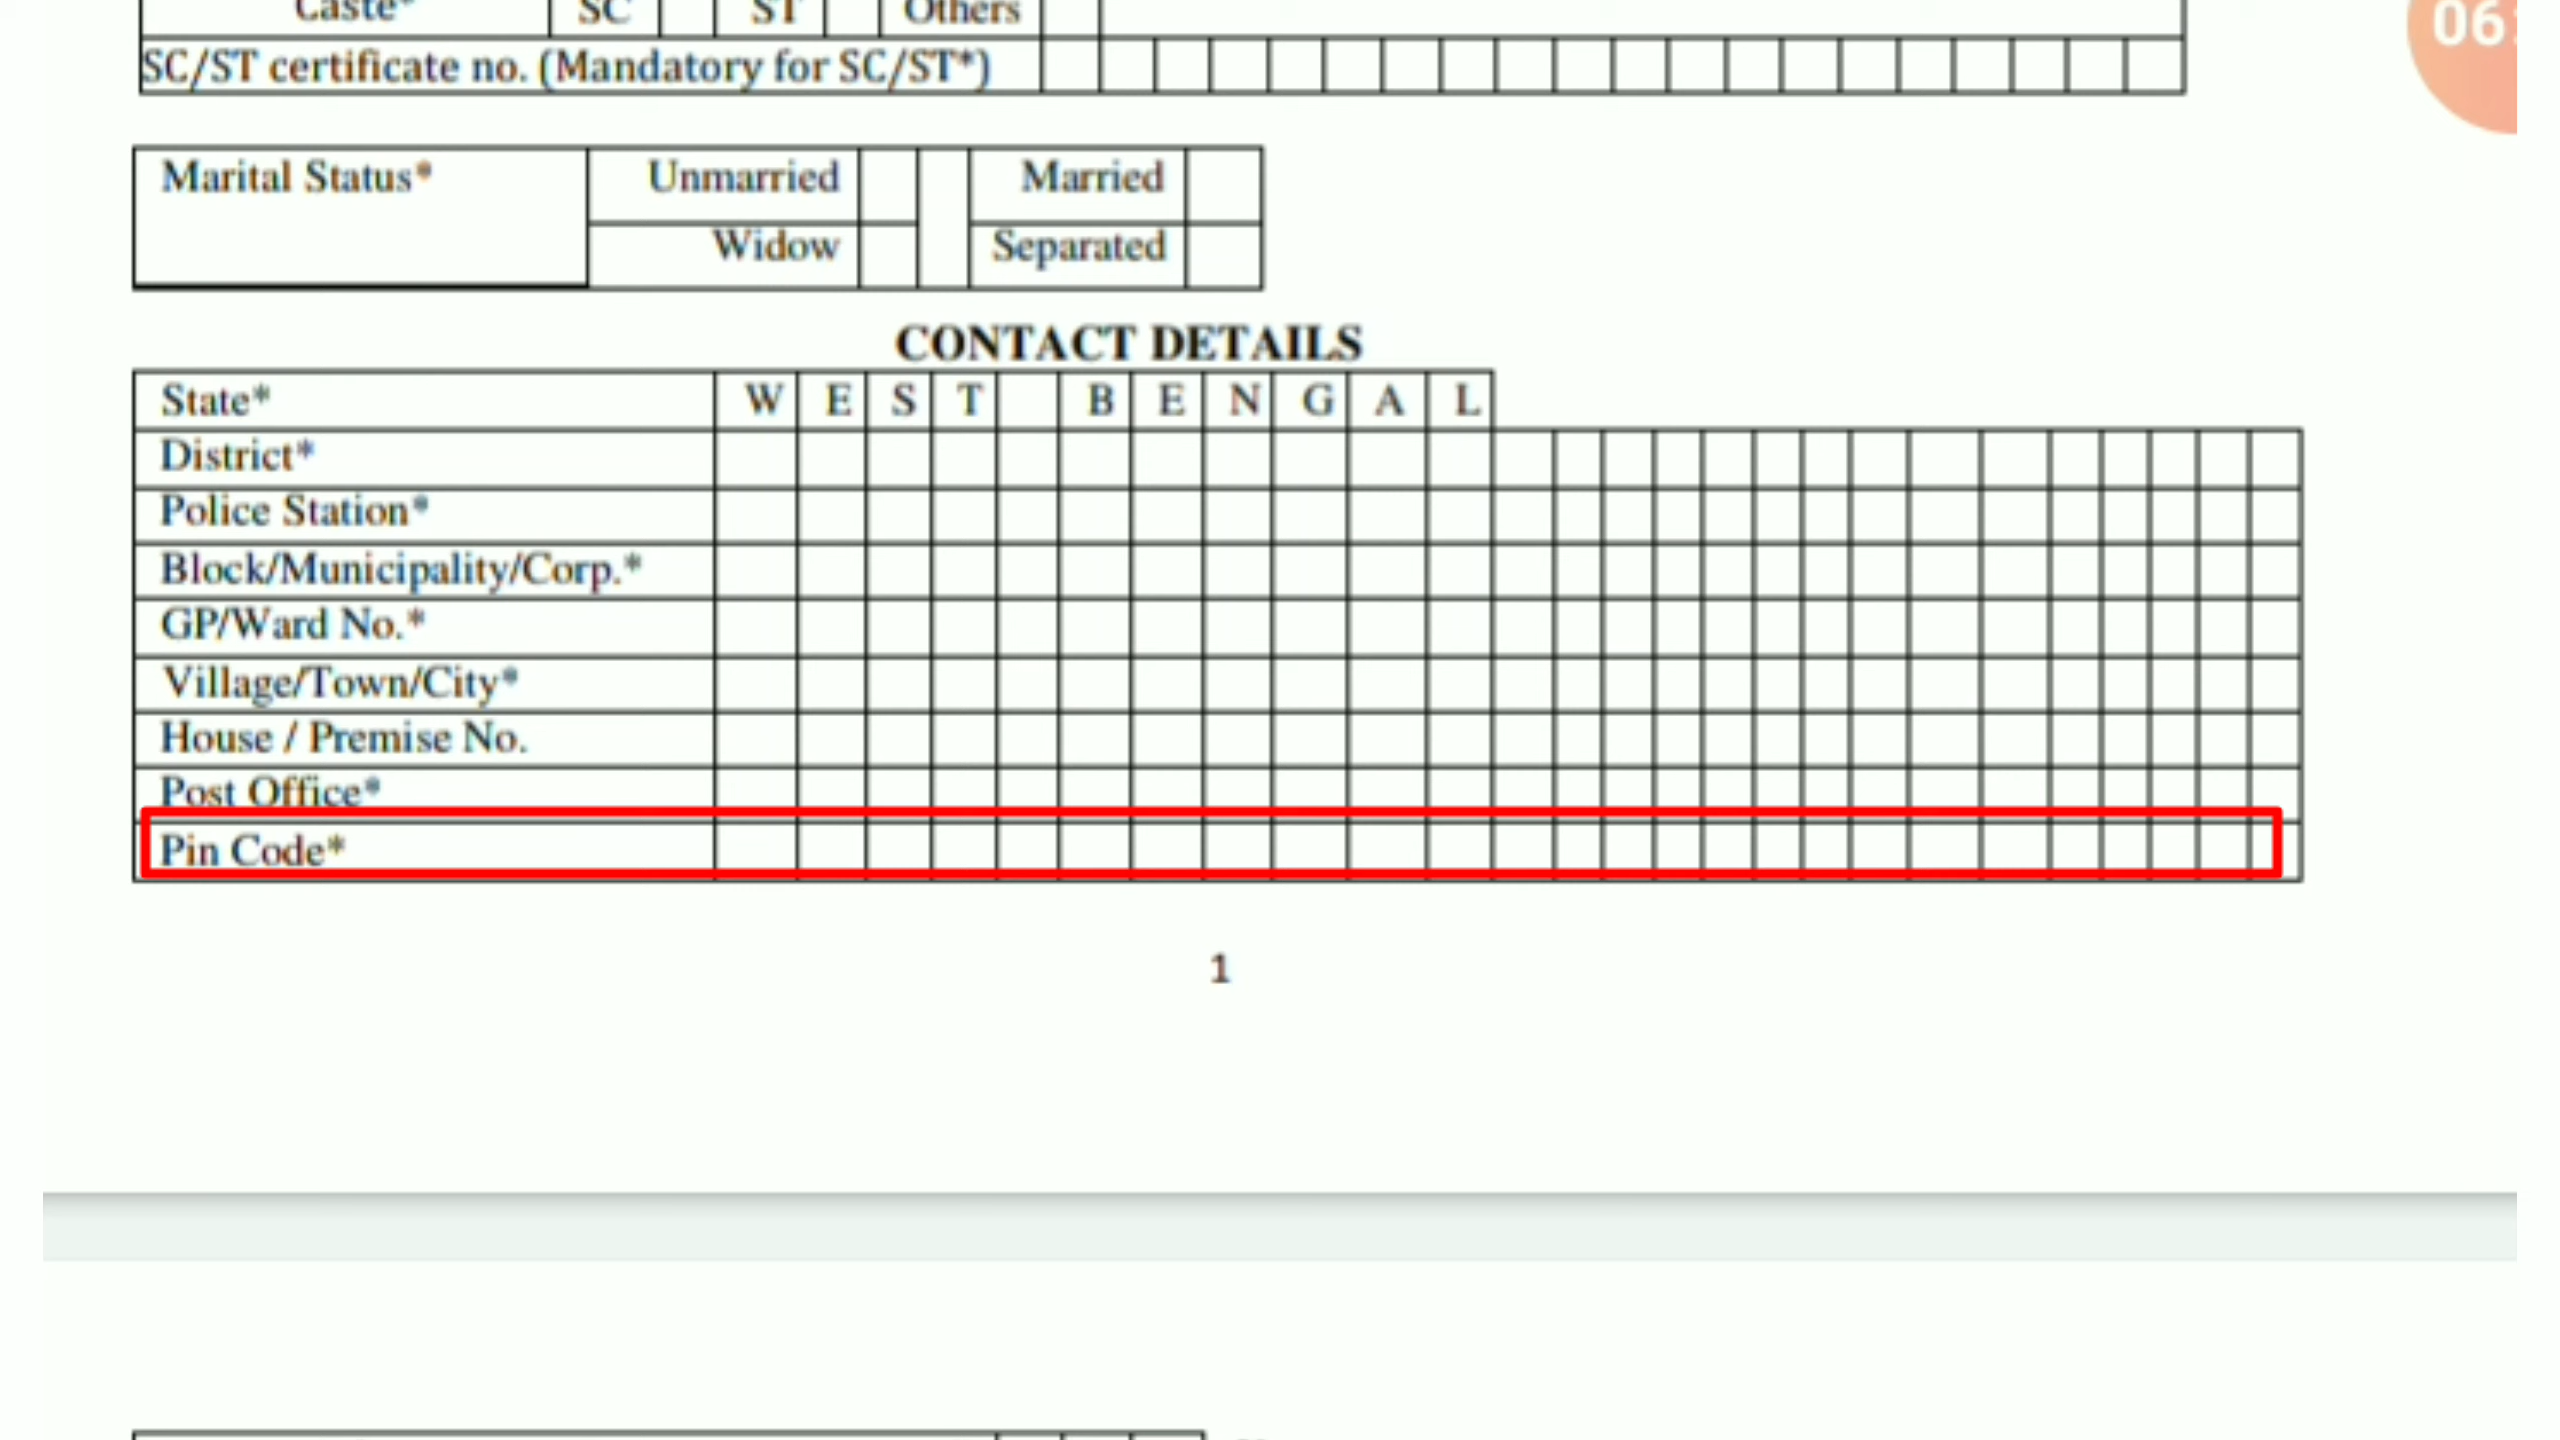 Caste* SC ST Others
SC/ST certificate no. (Mandatory for SC/ST*)
06:
Marital Status* Unmarried Married
Widow Separated
CONTACT DETAILS
State* W E S T B E N G A L
District*
Police Station*
Block/Municipality/Corp.*
GP/Ward No.*
Village/Town/City*
House / Premise No.
Post Office*
Pin Code*
1